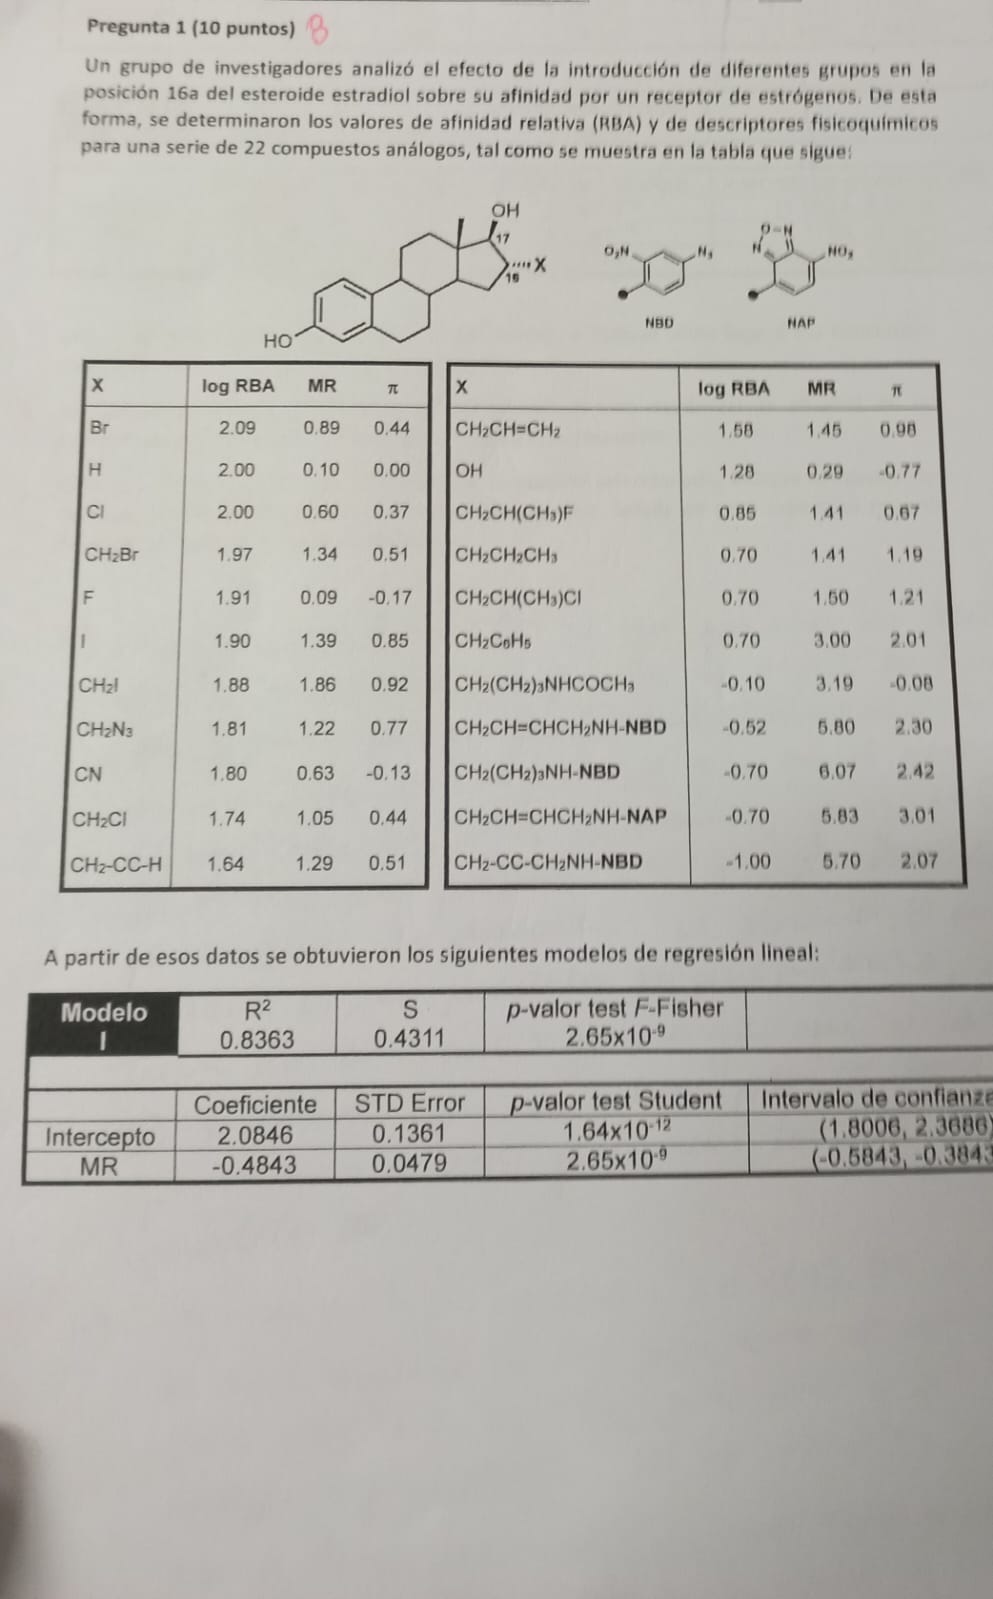 Pregunta 1 (10 puntos) 8
Un grupo de investigadores analizó el efecto de la introducción de diferentes grupos en la
posición 16a del esteroide estradiol sobre su afinidad por un receptor de estrógenos. De esta
forma, se determinaron los valores de afinidad relativa (RBA) y de descriptores fisicoquímicos
para una serie de 22 compuestos análogos, tal como se muestra en la tabla que sigue:
OH
17
16
X
HO
O₂N
N₃
NBD
O-N
N
NO₂
NAP
X log RBA MR π
Br 2.09 0.89 0.44
H 2.00 0.10 0.00
Cl 2.00 0.60 0.37
CH₂Br 1.97 1.34 0.51
F 1.91 0.09 -0.17
I 1.90 1.39 0.85
CH₂I 1.88 1.86 0.92
CH₂N₃ 1.81 1.22 0.77
CN 1.80 0.63 -0.13
CH₂Cl 1.74 1.05 0.44
CH₂-CC-H 1.64 1.29 0.51
X log RBA MR π
CH₂CH=CH₂ 1.58 1.45 0.98
OH 1.28 0.29 -0.77
CH₂CH(CH₃)F 0.85 1.41 0.67
CH₂CH₂CH₃ 0.70 1.41 1.19
CH₂CH(CH₃)Cl 0.70 1.50 1.21
CH₂C₆H₅ 0.70 3.00 2.01
CH₂(CH₂)₃NHCOCH₃ -0.10 3.19 -0.08
CH₂CH=CHCH₂NH-NBD -0.52 5.80 2.30
CH₂(CH₂)₃NH-NBD -0.70 6.07 2.42
CH₂CH=CHCH₂NH-NAP -0.70 5.83 3.01
CH₂-CC-CH₂NH-NBD -1.00 5.70 2.07
A partir de esos datos se obtuvieron los siguientes modelos de regresión lineal:
Modelo R² S p-valor test F-Fisher
I 0.8363 0.4311 2.65x10⁻⁹
Coeficiente STD Error p-valor test Student Intervalo de confianza
Intercepto 2.0846 0.1361 1.64x10⁻¹² (1.8006, 2.3686)
MR -0.4843 0.0479 2.65x10⁻⁹ (-0.5843, -0.3843